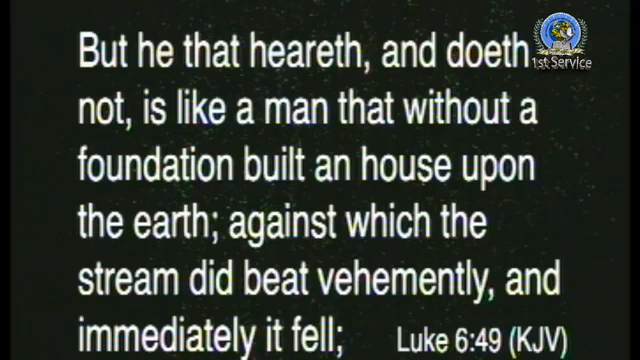 But he that heareth, and doeth
1st Service
not, is like a man that without a
foundation built an house upon
the earth; against which the
stream did beat vehemently, and
immediately it fell; Luke 6:49 (KJV)